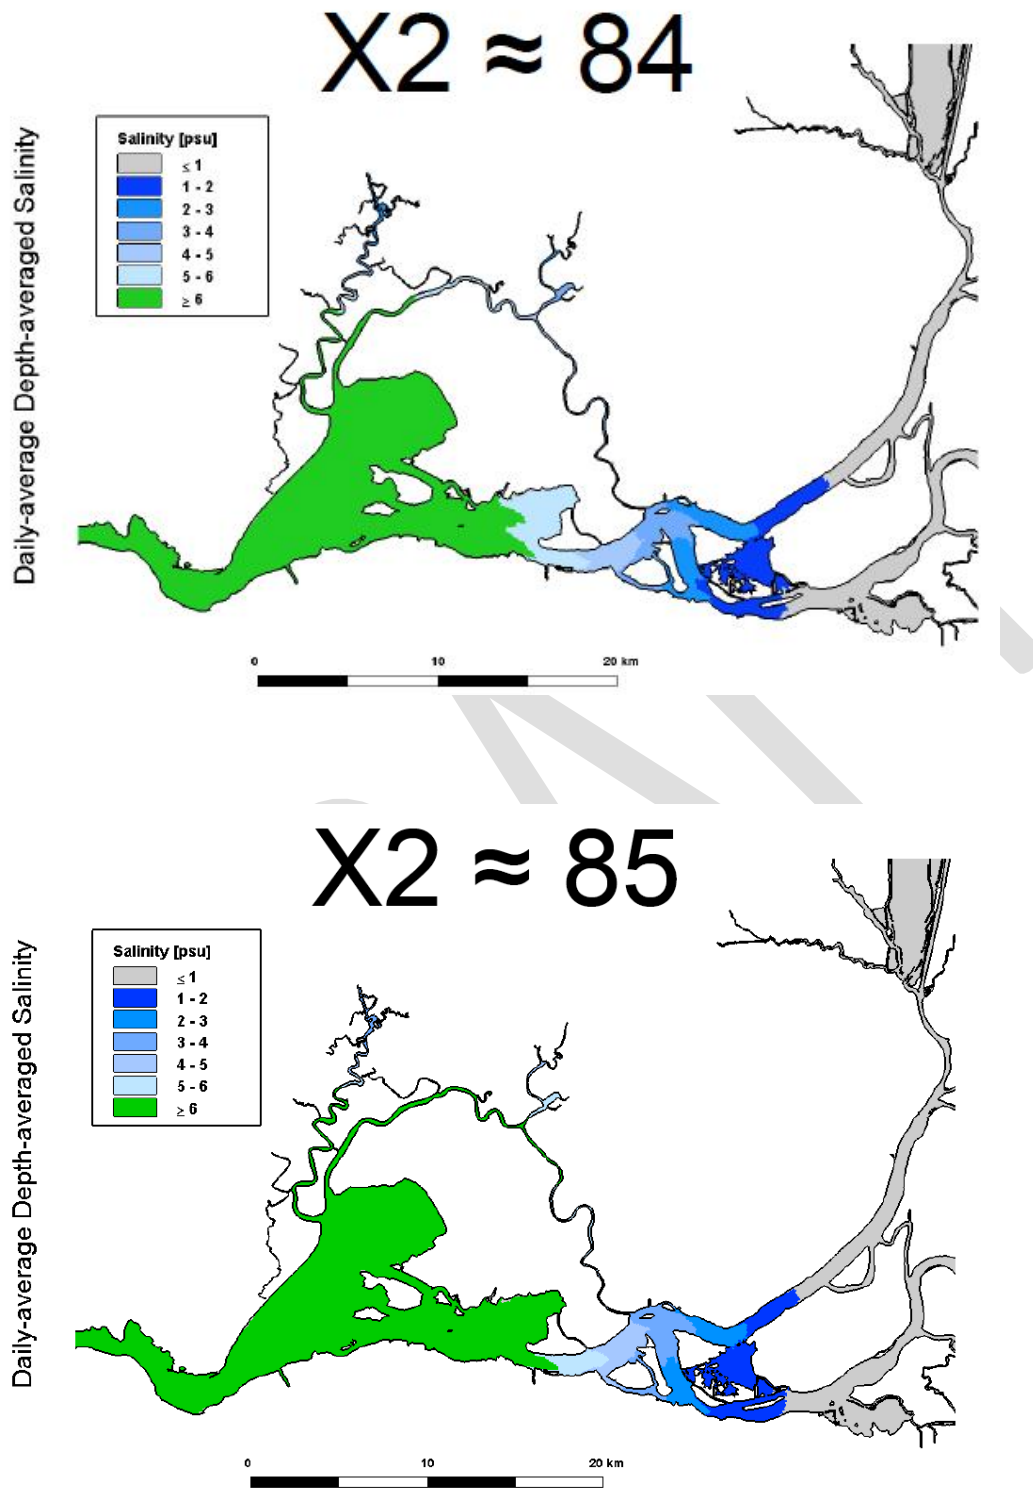 X2 ≈ 84
Daily-average Depth-averaged Salinity
Salinity [psu]
≤ 1
1 - 2
2 - 3
3 - 4
4 - 5
5 - 6
≥ 6
0 10 20 km
X2 ≈ 85
Daily-average Depth-averaged Salinity
Salinity [psu]
≤ 1
1 - 2
2 - 3
3 - 4
4 - 5
5 - 6
≥ 6
0 10 20 km